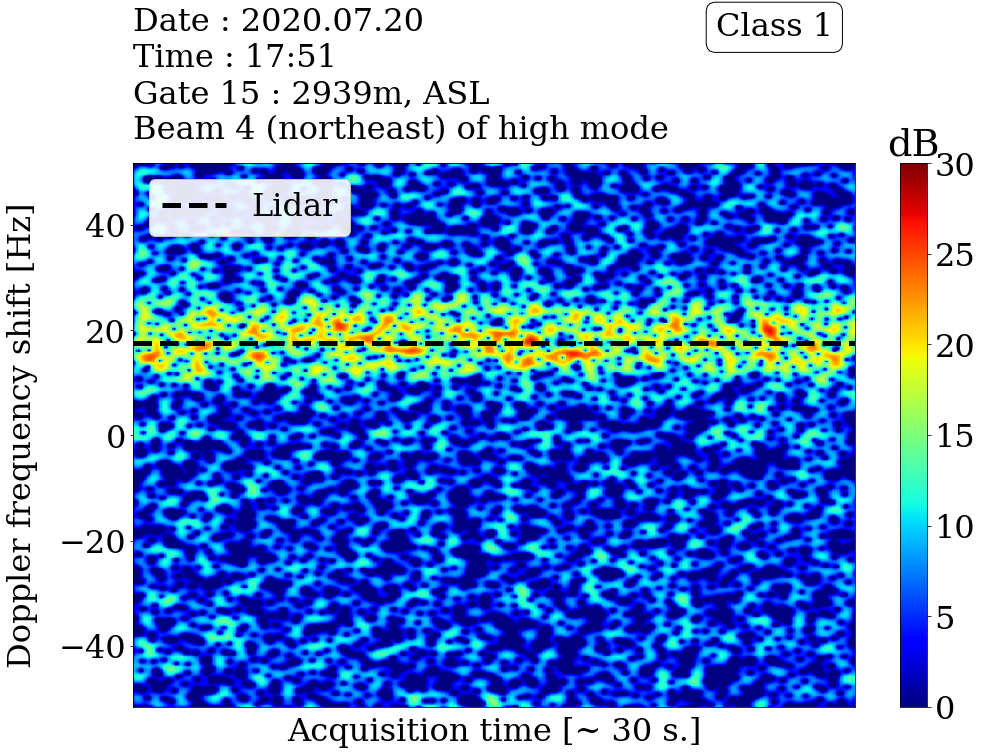 Date : 2020.07.20
Time : 17:51
Gate 15 : 2939m, ASL
Beam 4 (northeast) of high mode
Class 1
dB
Lidar
Doppler frequency shift [Hz]
40
20
0
−20
−40
30
25
20
15
10
5
0
Acquisition time [~ 30 s.]